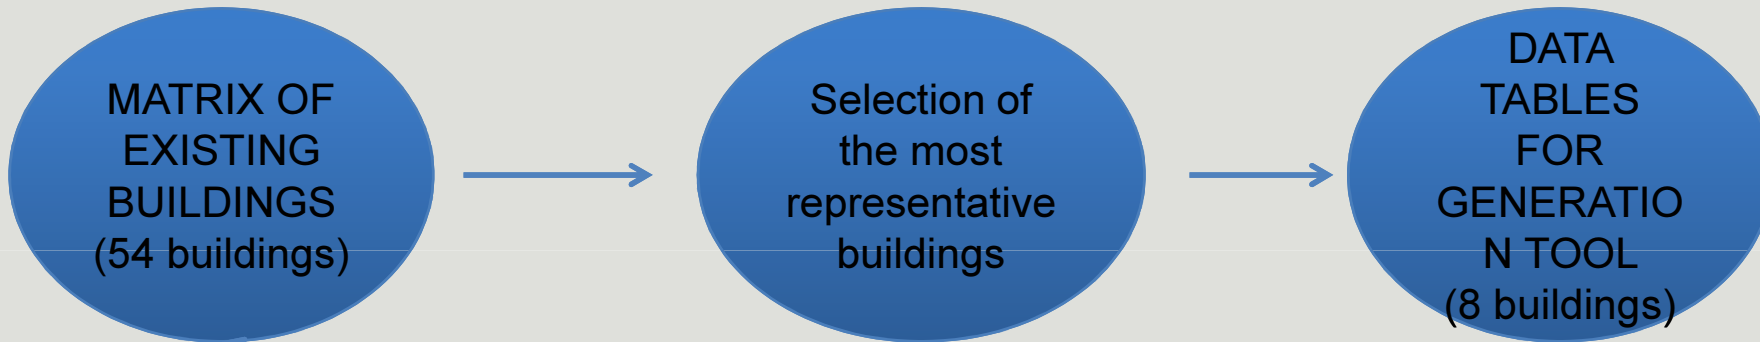 MATRIX OF
EXISTING
BUILDINGS
(54 buildings)
Selection of
the most
representative
buildings
DATA
TABLES
FOR
GENERATIO
N TOOL
(8 buildings)